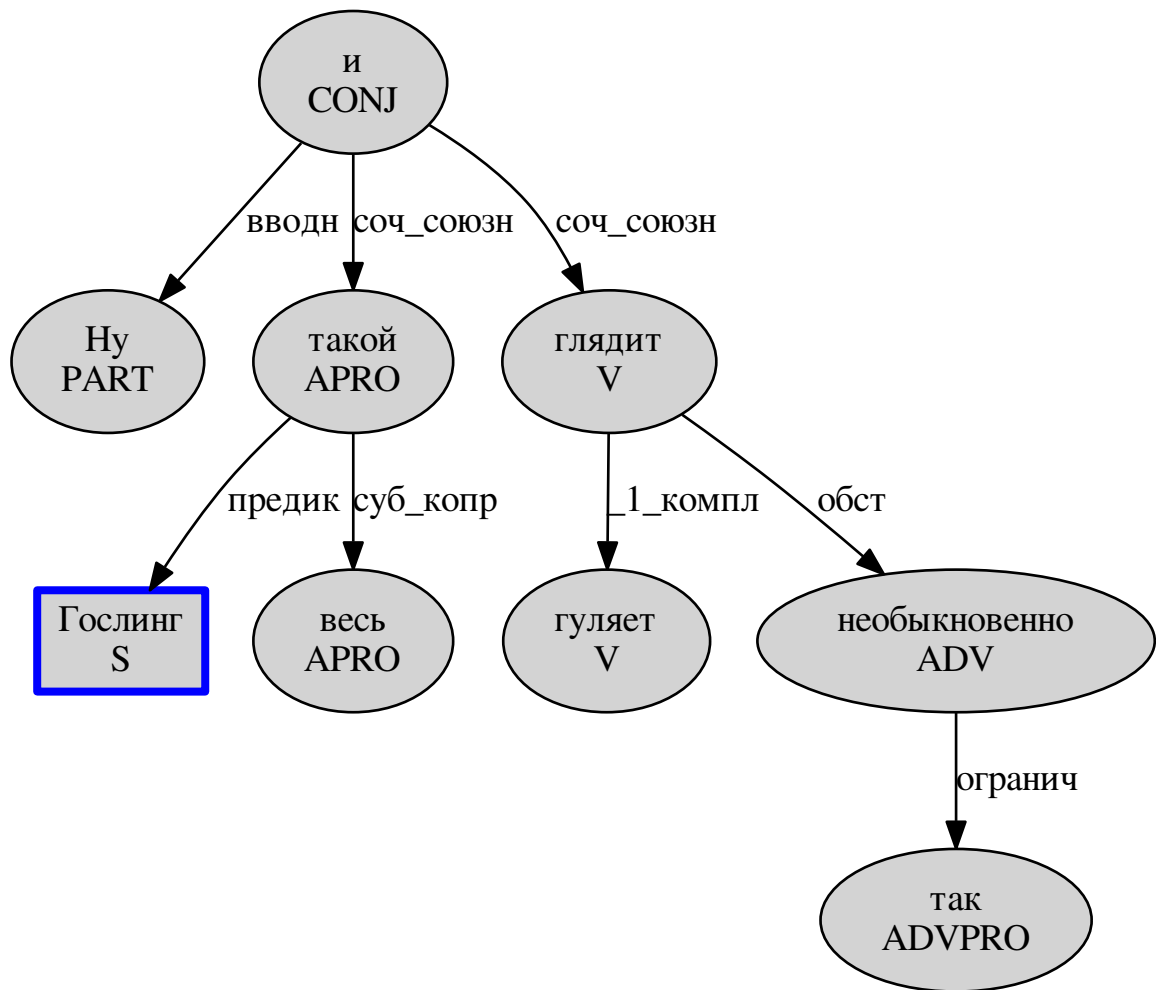 и
CONJ
вводн
соч_союзн
соч_союзн
Ну
PART
такой
APRO
глядит
V
предик
суб_копр
_1_компл
обст
Гослинг
S
весь
APRO
гуляет
V
необыкновенно
ADV
огранич
так
ADVPRO